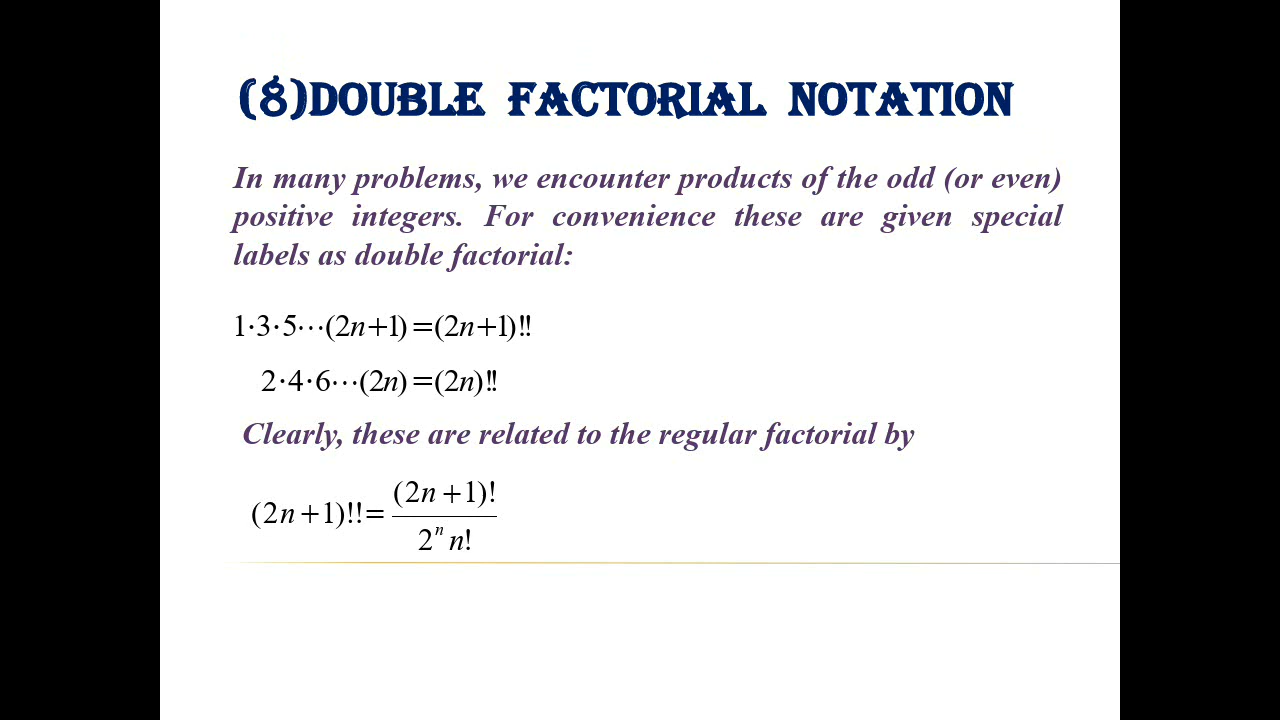 (8)DOUBLE FACTORIAL NOTATION
In many problems, we encounter products of the odd (or even)
positive integers. For convenience these are given special
labels as double factorial:
1·3·5···(2n+1)=(2n+1)!!
2·4·6···(2n)=(2n)!!
Clearly, these are related to the regular factorial by
(2n+1)!!= (2n+1)! / 2^n n!